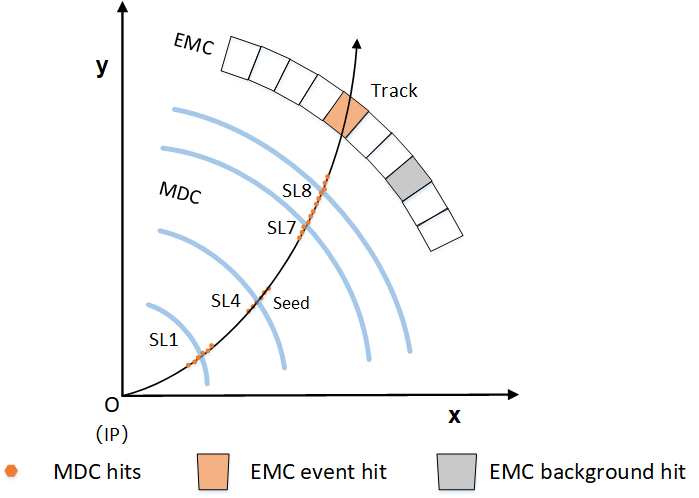 EMC
y
Track
SL8
MDC
SL7
SL4
Seed
SL1
O
x
(IP)
MDC hits
EMC event hit
EMC background hit